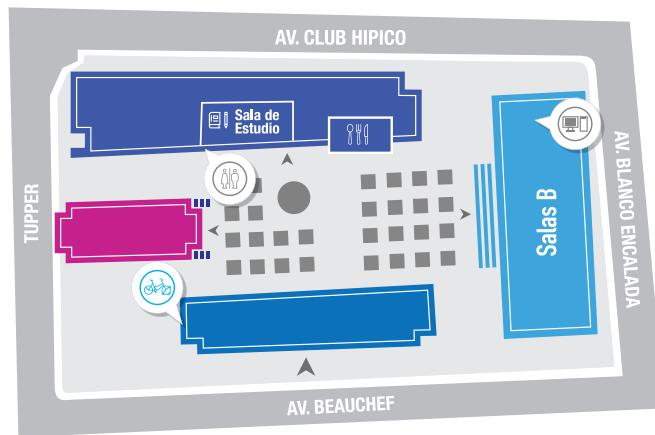 AV. CLUB HIPICO
Sala de
Estudio
TUPPER
Salas B
AV. BLANCO ENCALADA
AV. BEAUCHEF